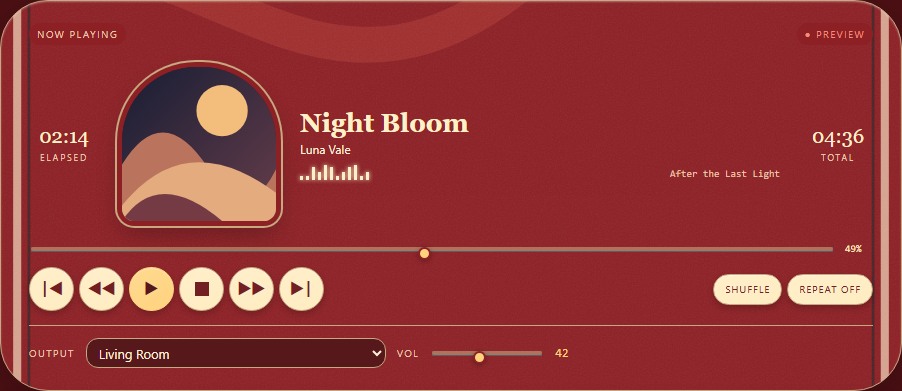 NOW PLAYING
PREVIEW
02:14
ELAPSED
Night Bloom
Luna Vale
After the Last Light
04:36
TOTAL
49%
SHUFFLE
REPEAT OFF
OUTPUT
Living Room
VOL
42